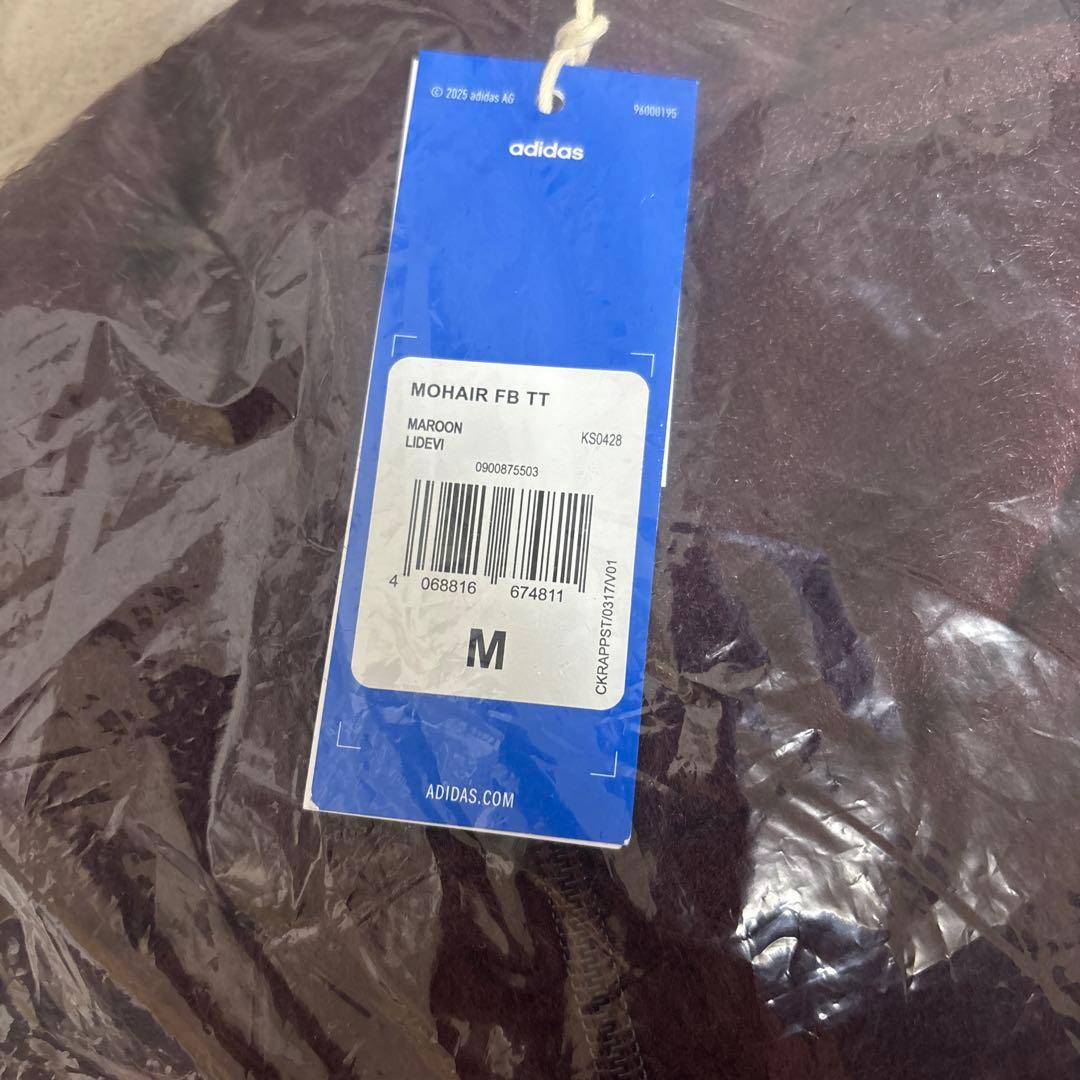 © 2025 adidas AG
96000195
adidas
MOHAIR FB TT
MAROON
LIDEVI
KS0428
0900875503
4 068816 674811
M
CKRAPPST/0317/V01
ADIDAS.COM